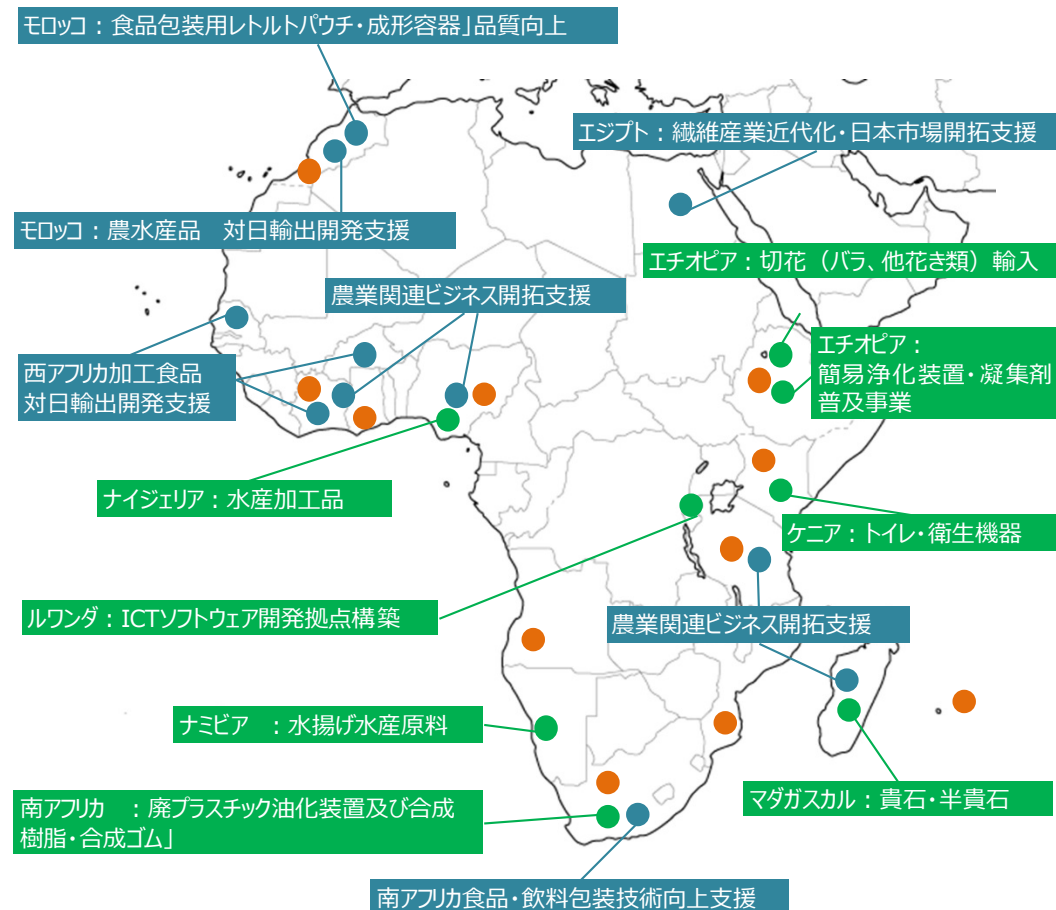 モロッコ：食品包装用レトルトパウチ・成形容器」品質向上
エジプト：繊維産業近代化・日本市場開拓支援
モロッコ：農水産品　対日輸出開発支援
エチオピア：切花（バラ、他花き類）輸入
農業関連ビジネス開拓支援
エチオピア：
簡易浄化装置・凝集剤
普及事業
西アフリカ加工食品
対日輸出開発支援
ナイジェリア：水産加工品
ケニア：トイレ・衛生機器
ルワンダ：ICTソフトウェア開発拠点構築
農業関連ビジネス開拓支援
ナミビア　：水揚げ水産原料
マダガスカル：貴石・半貴石
南アフリカ　：廃プラスチック油化装置及び合成
樹脂・合成ゴム」
南アフリカ食品・飲料包装技術向上支援